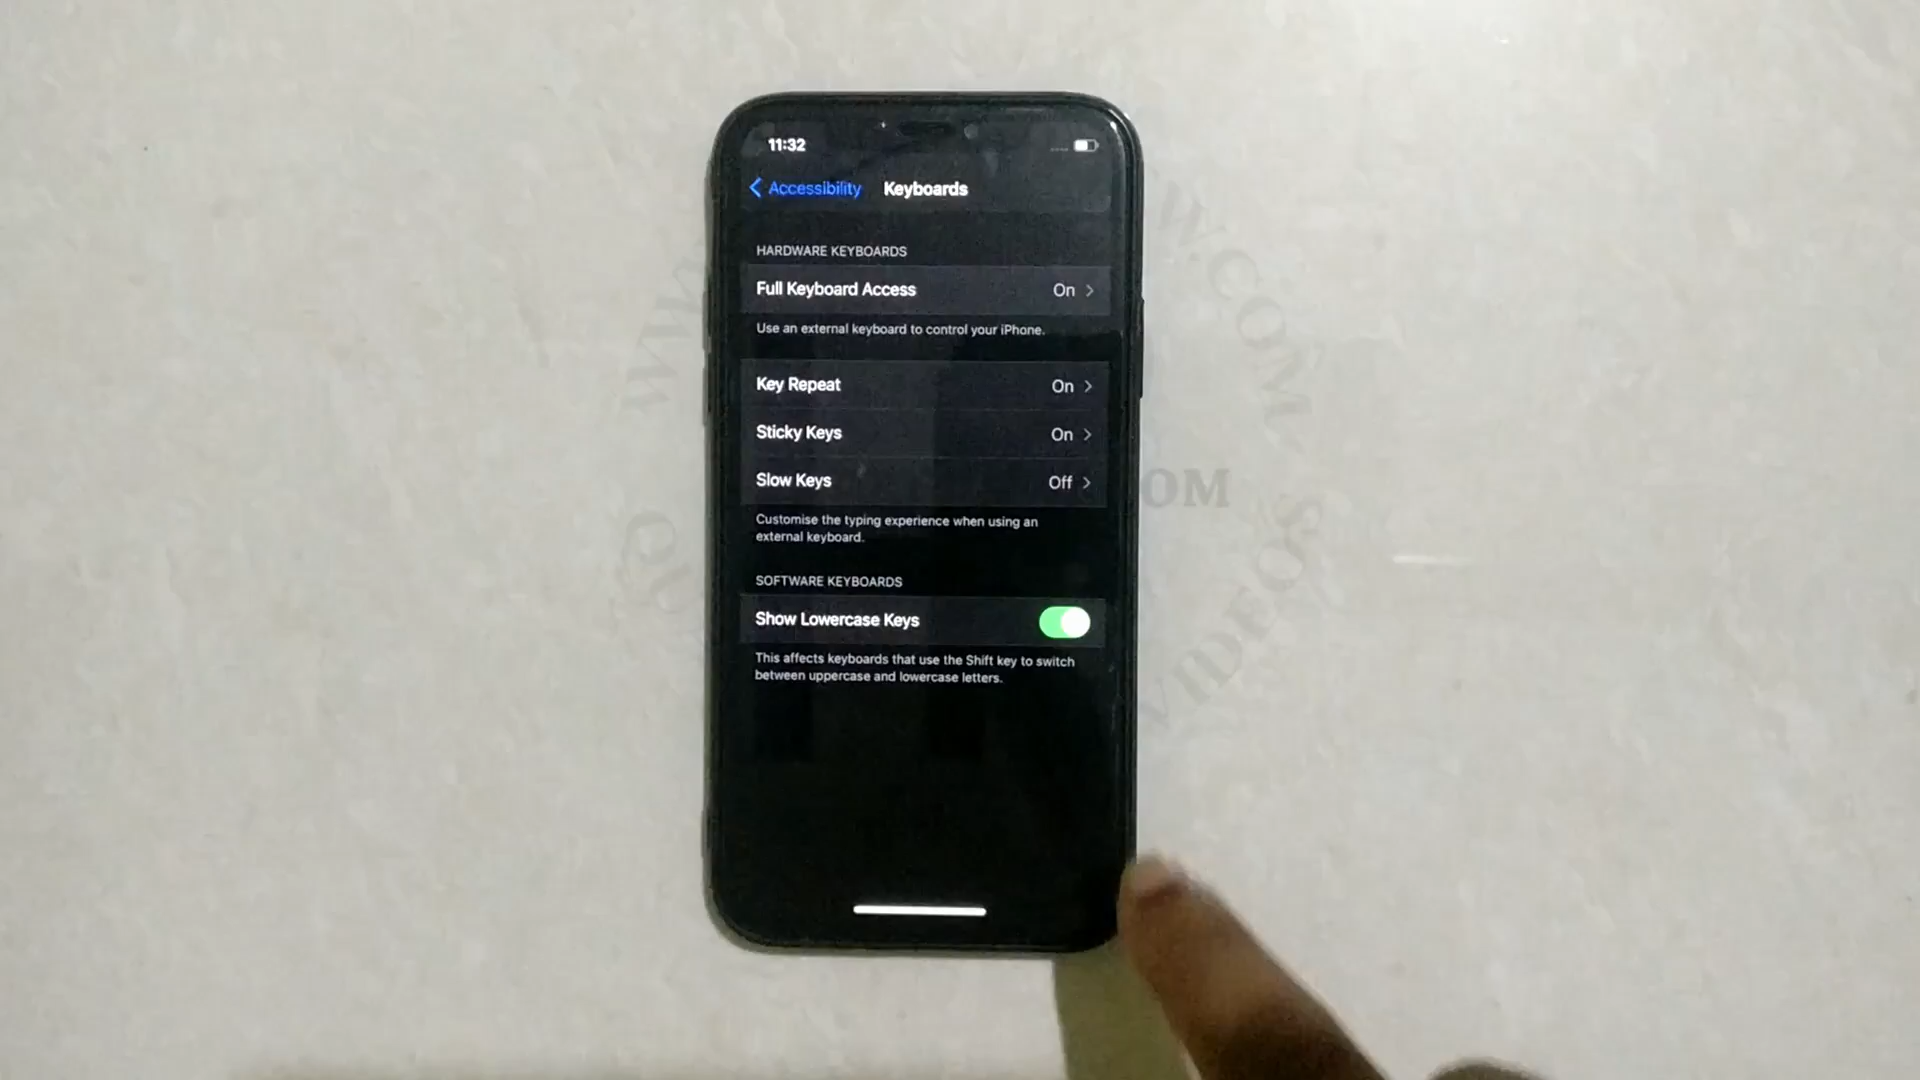 11:32
Accessibility Keyboards
HARDWARE KEYBOARDS
Full Keyboard Access On
Use an external keyboard to control your iPhone.
Key Repeat On
Sticky Keys On
Slow Keys Off
Customise the typing experience when using an
external keyboard.
SOFTWARE KEYBOARDS
Show Lowercase Keys
This affects keyboards that use the Shift key to switch
between uppercase and lowercase letters.
VIDEOS